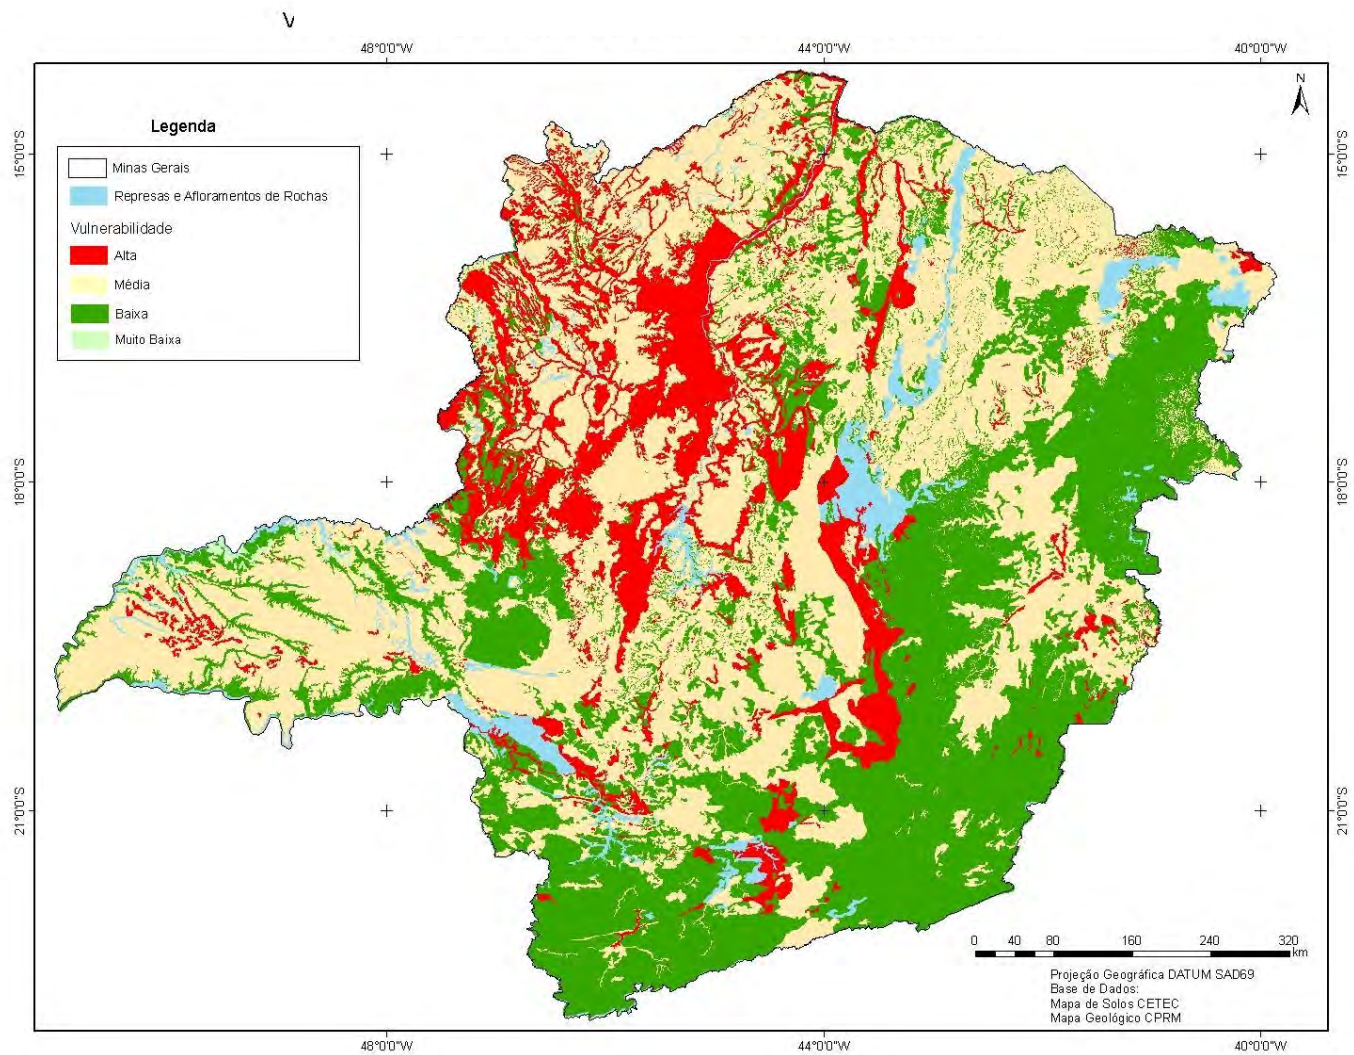 V
48°0'0"W
44°0'0"W
40°0'0"W
N
Legenda
Minas Gerais
Represas e Afloramentos de Rochas
Vulnerabilidade
Alta
Média
Baixa
Muito Baixa
15°0'0"S
15°0'0"S
18°0'0"S
18°0'0"S
21°0'0"S
21°0'0"S
0 40 80 160 240 320
km
Projeção Geográfica DATUM SAD69
Base de Dados:
Mapa de Solos CETEC
Mapa Geológico CPRM
48°0'0"W
44°0'0"W
40°0'0"W